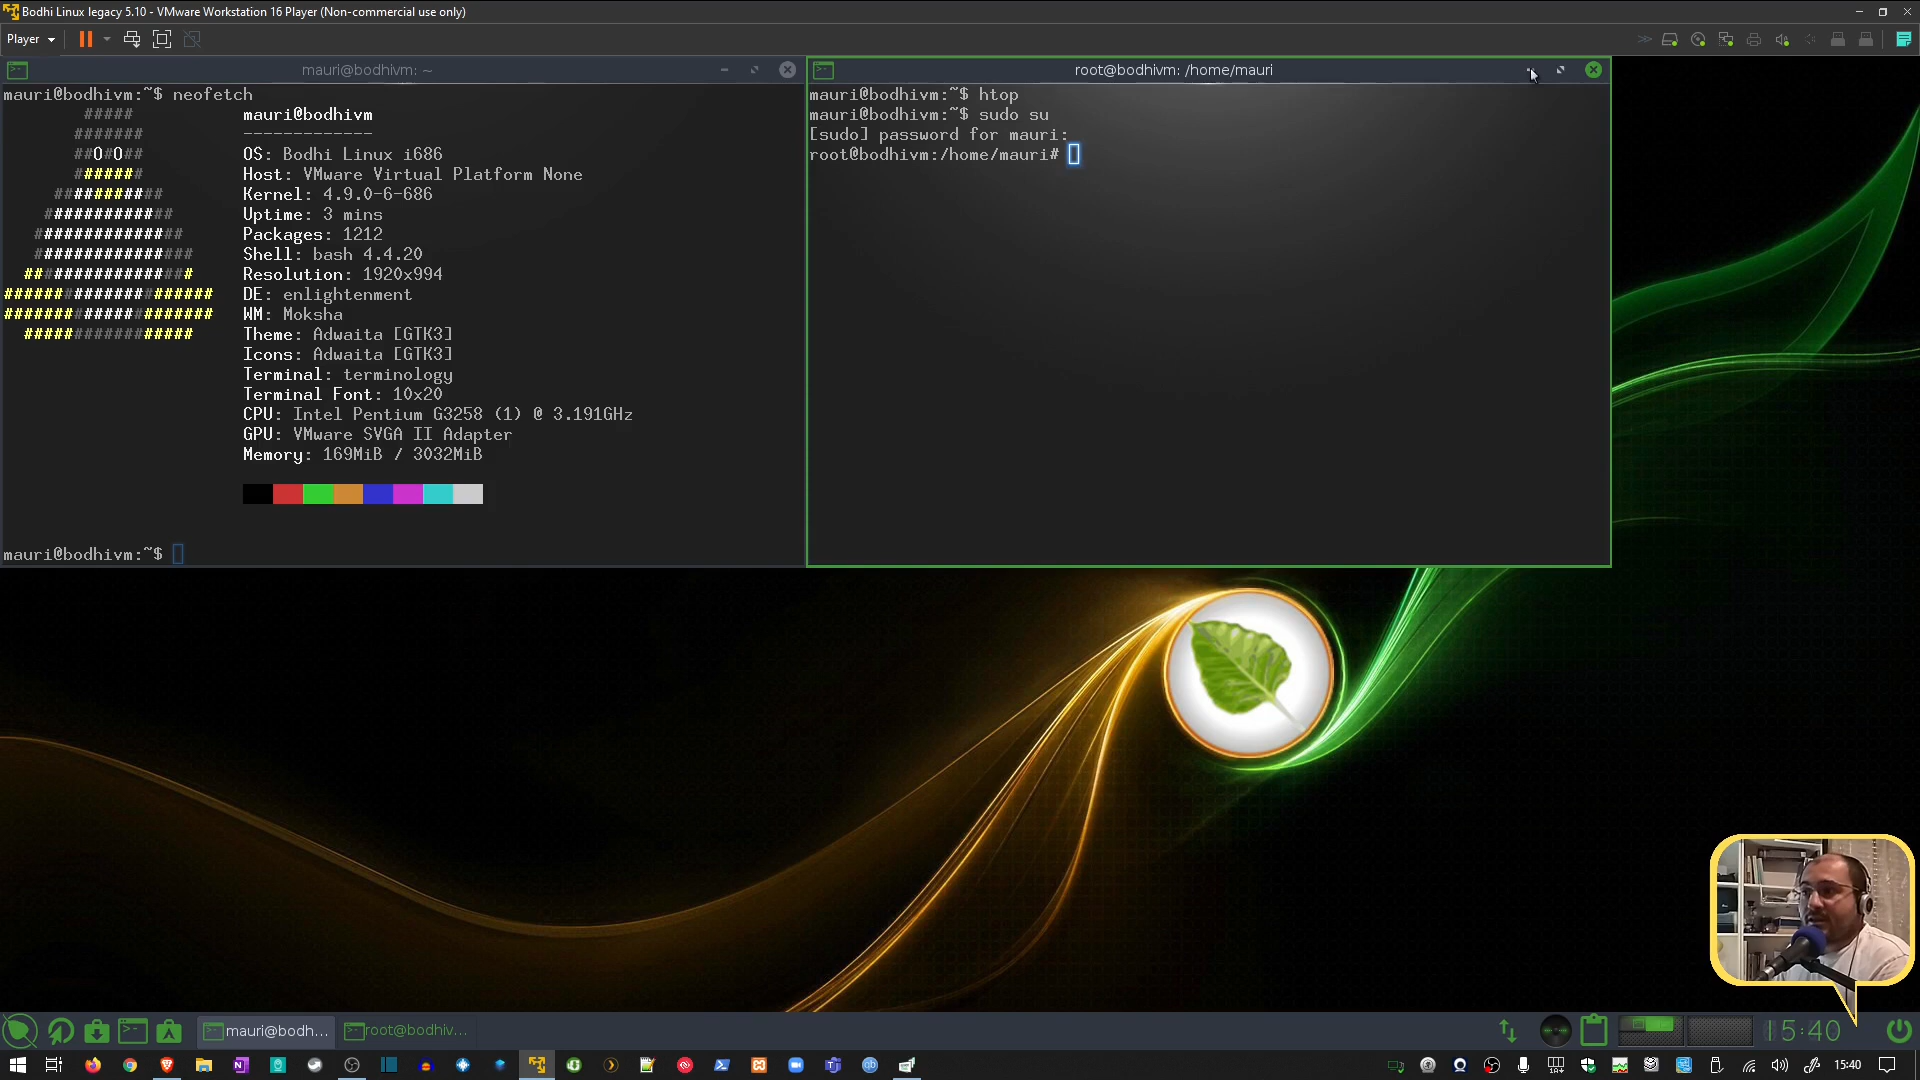 Bodhi Linux legacy 5.10 - VMware Workstation 16 Player (Non-commercial use only)
Player
mauri@bodhivm: ~
mauri@bodhivm:~$ neofetch
#####
#######
##O#O##
#######
###########
#############
###############
################
##################
#####################
#####################
#################
mauri@bodhivm
-------------
OS: Bodhi Linux i686
Host: VMware Virtual Platform None
Kernel: 4.9.0-6-686
Uptime: 3 mins
Packages: 1212
Shell: bash 4.4.20
Resolution: 1920x994
DE: enlightenment
WM: Moksha
Theme: Adwaita [GTK3]
Icons: Adwaita [GTK3]
Terminal: terminology
Terminal Font: 10x20
CPU: Intel Pentium G3258 (1) @ 3.191GHz
GPU: VMware SVGA II Adapter
Memory: 169MiB / 3032MiB
mauri@bodhivm:~$
root@bodhivm: /home/mauri
mauri@bodhivm:~$ htop
mauri@bodhivm:~$ sudo su
[sudo] password for mauri:
root@bodhivm:/home/mauri#
mauri@bodh...
root@bodhiv...
15:40
15:40